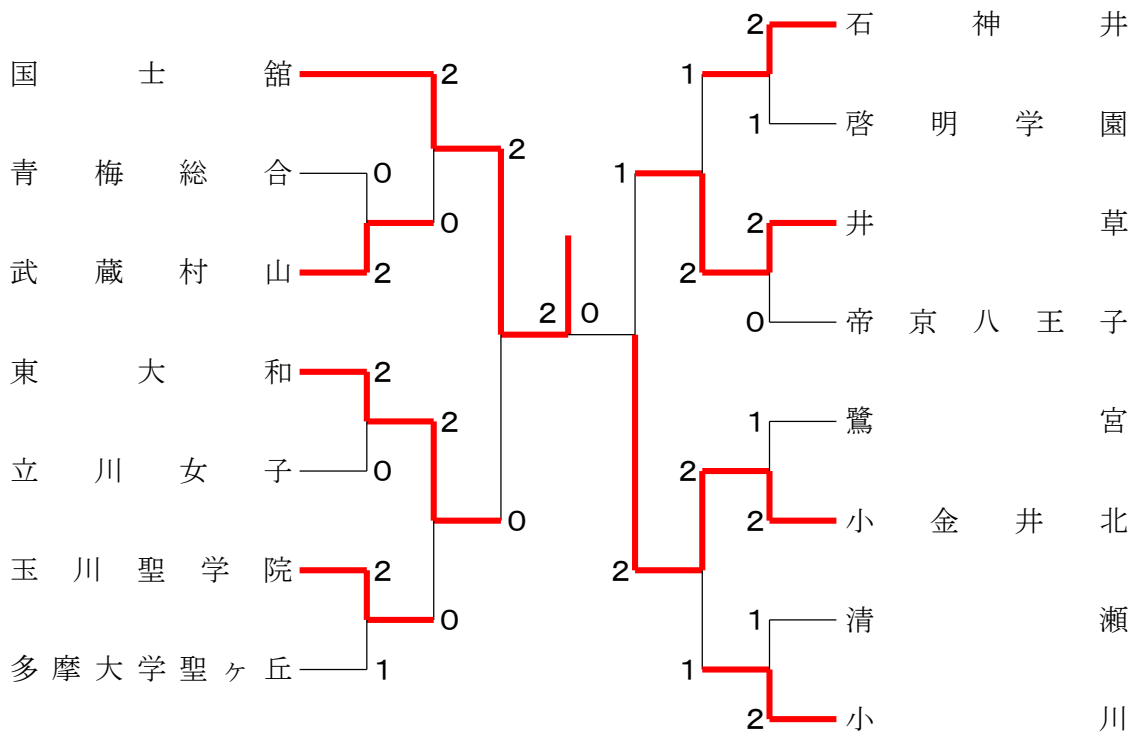 国士舘
2
青梅総合
0
2
0
武蔵村山
2
東大和
2
2
立川女子
0
0
玉川聖学院
2
0
多摩大学聖ヶ丘
1
2 0
石神井
2
1
啓明学園
1
1
井草
2
2
帝京八王子
0
鷺宮
1
2
小金井北
2
2
清瀬
1
1
小川
2